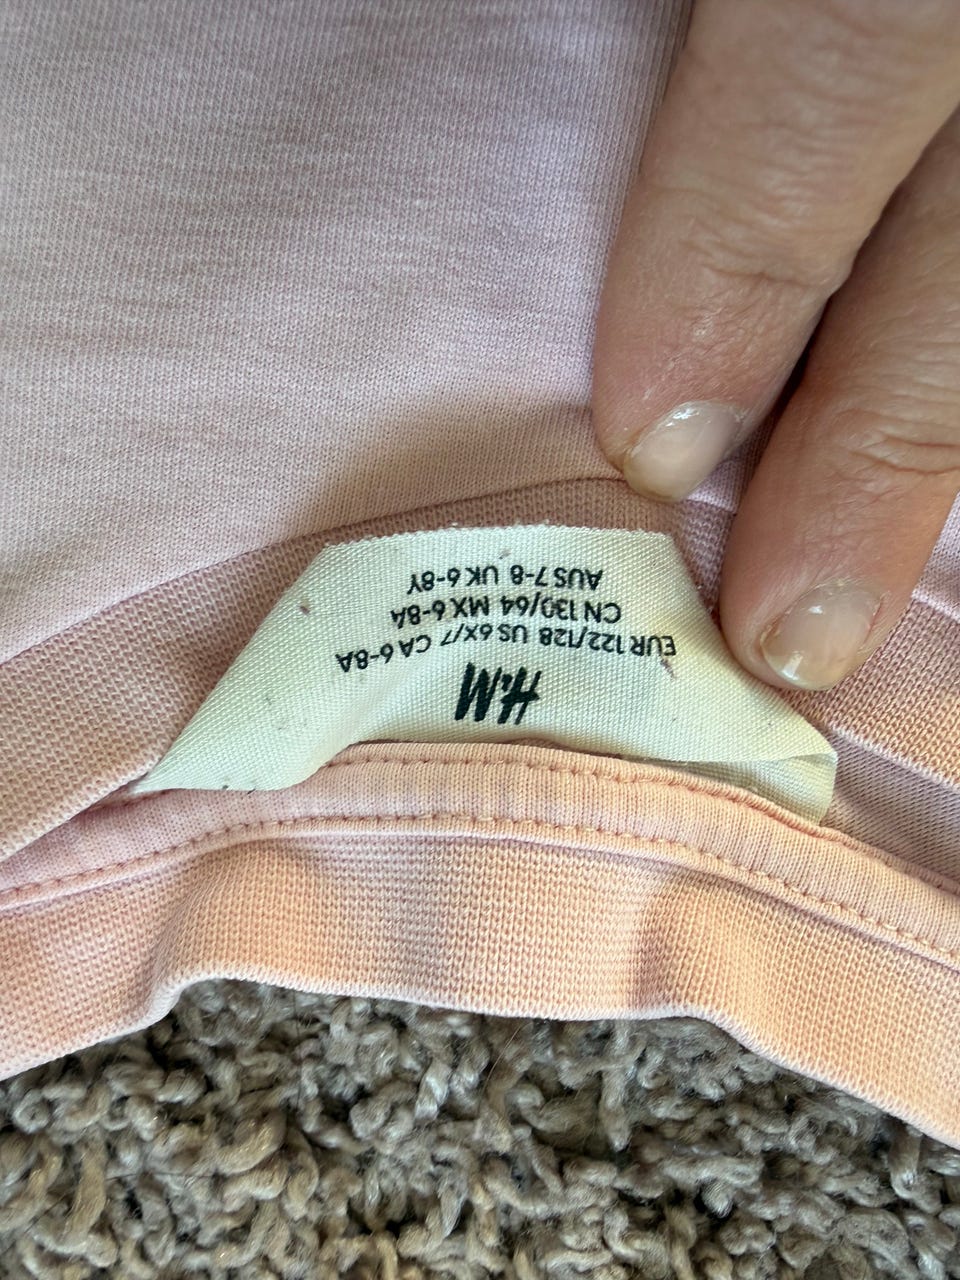 H&M
EUR 122/128 US 6X/7 CA 6-8A
CN 130/64 MX 6-8A
AUS 7-8 UK 6-8Y